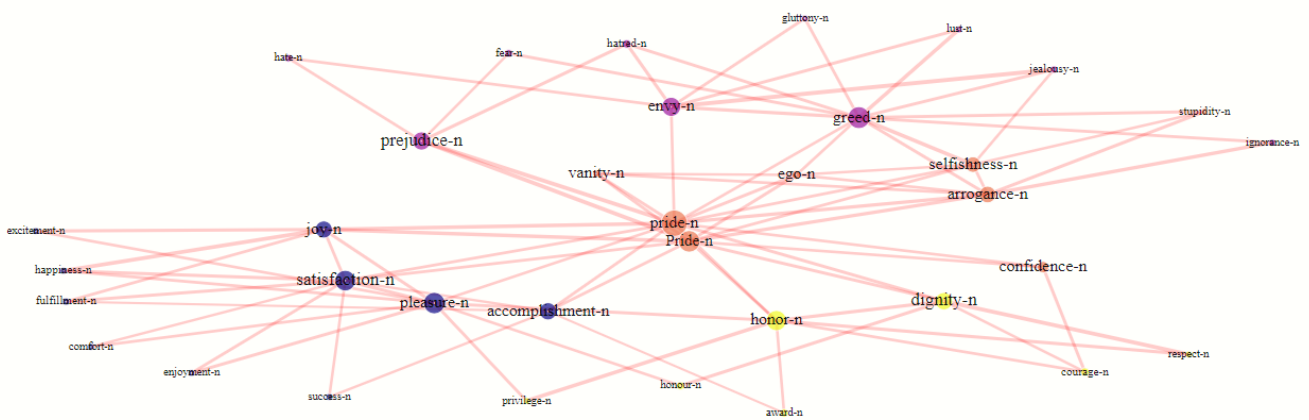 gluttony-n
lust-n
hatred-n
fear-n
hate-n
jealousy-n
envy-n
greed-n
stupidity-n
prejudice-n
ignorance-n
selfishness-n
vanity-n
ego-n
arrogance-n
pride-n
excitement-n
joy-n
Pride-n
happiness-n
confidence-n
satisfaction-n
fulfillment-n
pleasure-n
dignity-n
accomplishment-n
honor-n
comfort-n
respect-n
enjoyment-n
courage-n
honour-n
success-n
privilege-n
award-n